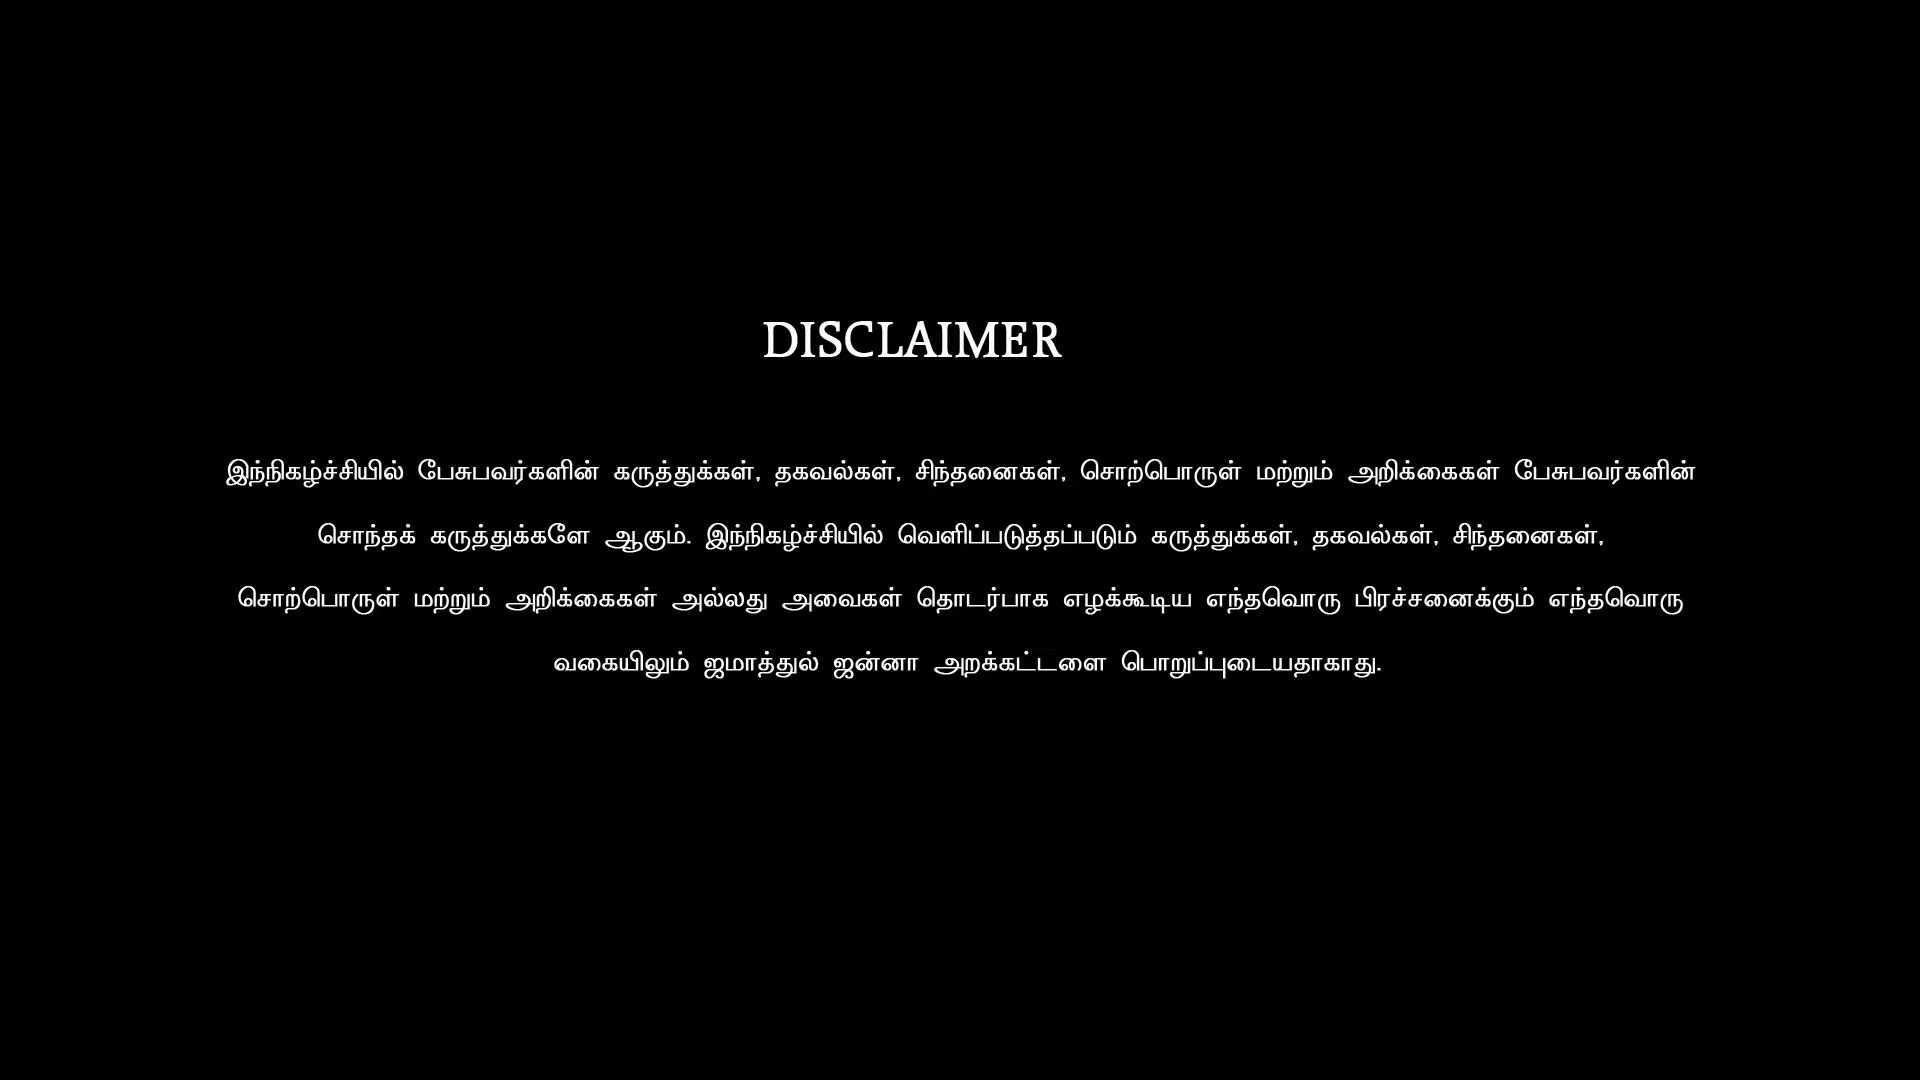 DISCLAIMER
இந்நிகழ்ச்சியில் பேசுபவர்களின் கருத்துக்கள், தகவல்கள், சிந்தனைகள், சொற்பொருள் மற்றும் அறிக்கைகள் பேசுபவர்களின்
சொந்தக் கருத்துக்களே ஆகும். இந்நிகழ்ச்சியில் வெளிப்படுத்தப்படும் கருத்துக்கள், தகவல்கள், சிந்தனைகள்,
சொற்பொருள் மற்றும் அறிக்கைகள் அல்லது அவைகள் தொடர்பாக எழக்கூடிய எந்தவொரு பிரச்சனைக்கும் எந்தவொரு
வகையிலும் ஜமாத்துல் ஜன்னா அறக்கட்டளை பொறுப்புடையதாகாது.